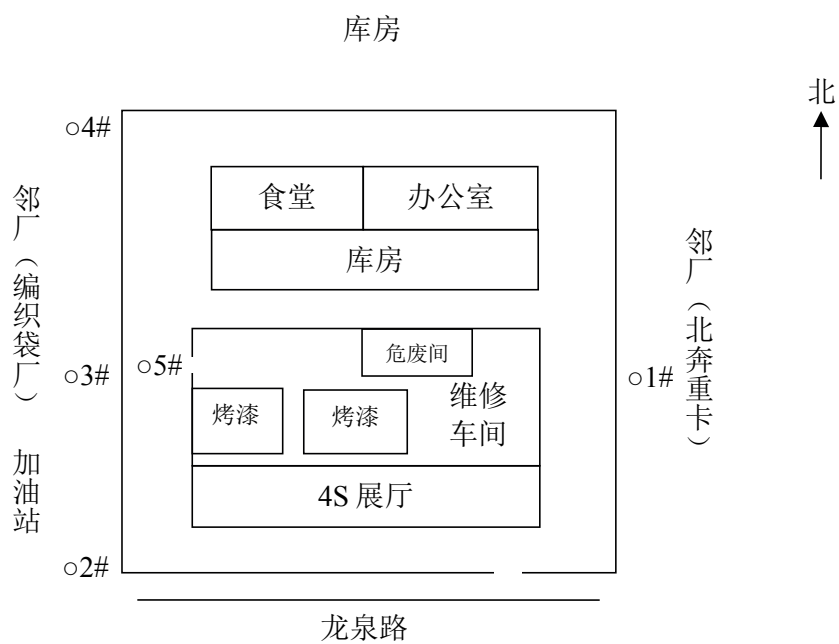 库房
北
○4#
食堂
办公室
库房
邻厂（编织袋厂）
邻厂（北奔重卡）
危废间
○3#
○5#
○1#
烤漆
烤漆
维修
车间
加油站
4S 展厅
○2#
龙泉路